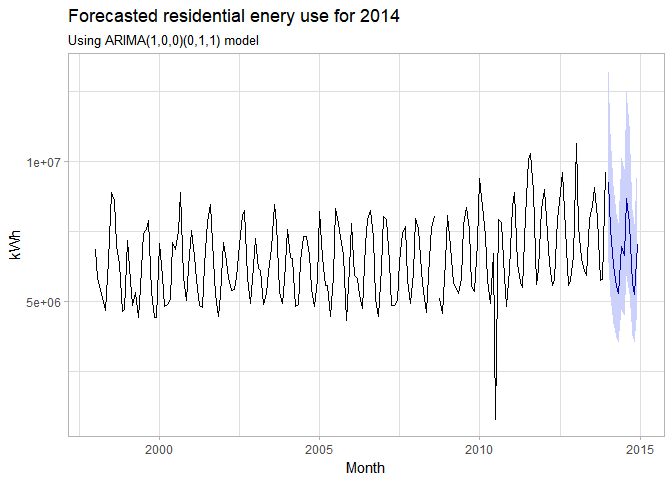 Forecasted residential enery use for 2014
Using ARIMA(1,0,0)(0,1,1) model
kWh
1e+07
5e+06
2000 2005 2010 2015
Month